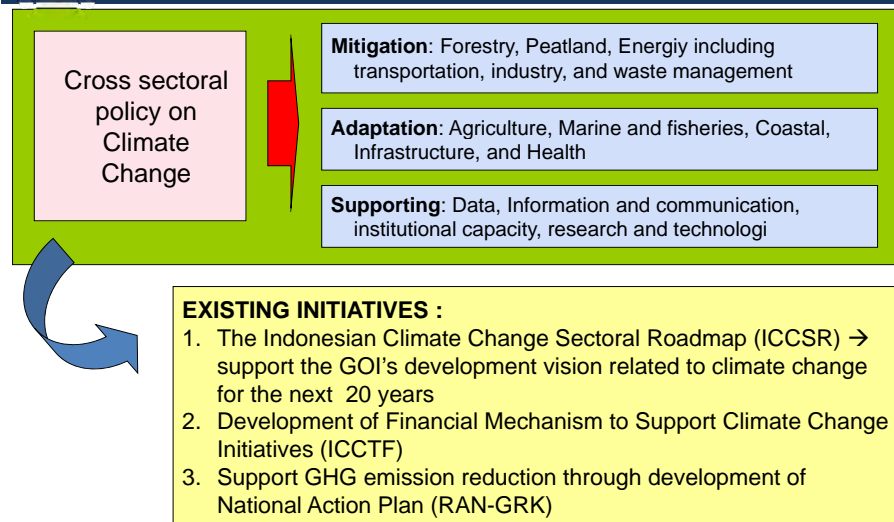 Cross sectoral
policy on
Climate
Change
Mitigation: Forestry, Peatland, Energiy including
transportation, industry, and waste management
Adaptation: Agriculture, Marine and fisheries, Coastal,
Infrastructure, and Health
Supporting: Data, Information and communication,
institutional capacity, research and technologi
EXISTING INITIATIVES :
1. The Indonesian Climate Change Sectoral Roadmap (ICCSR) →
support the GOI’s development vision related to climate change
for the next 20 years
2. Development of Financial Mechanism to Support Climate Change
Initiatives (ICCTF)
3. Support GHG emission reduction through development of
National Action Plan (RAN-GRK)